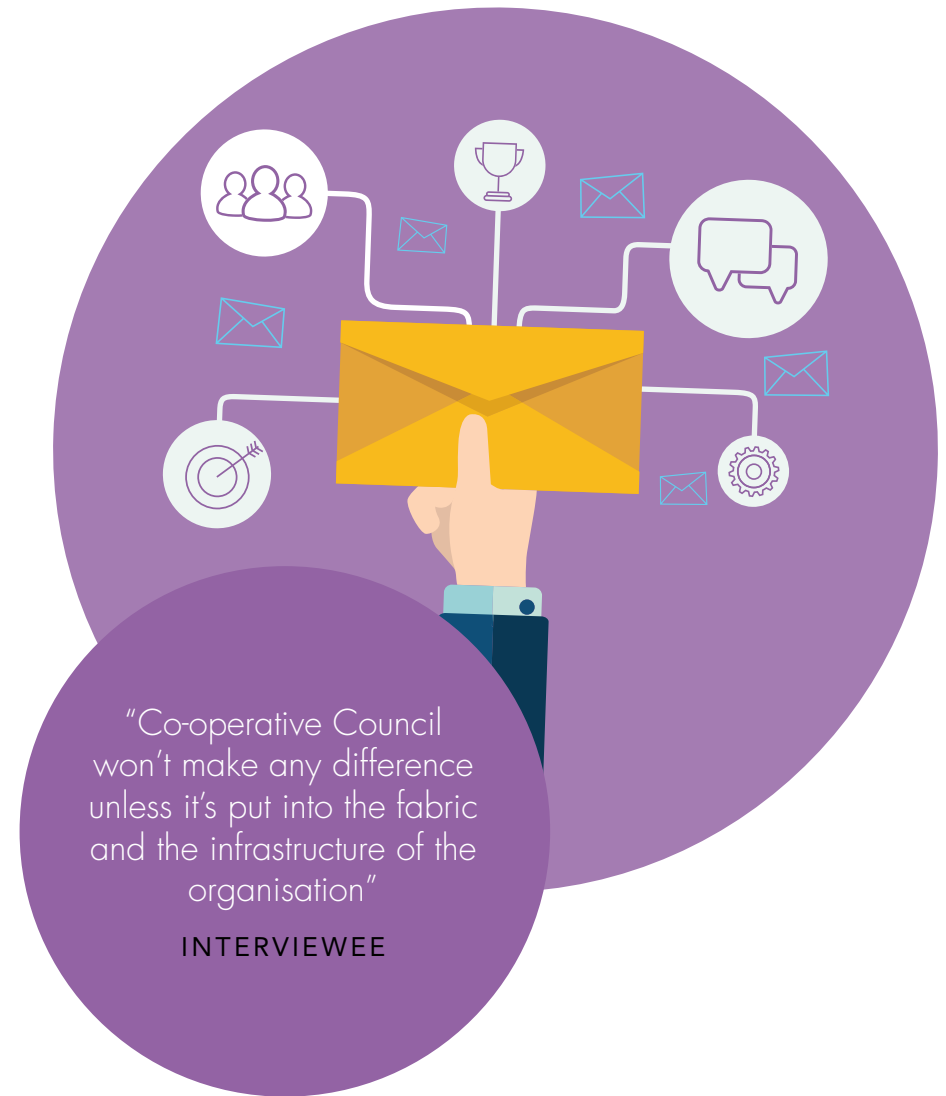 “Co-operative Council
won’t make any difference
unless it’s put into the fabric
and the infrastructure of the
organisation”
INTERVIEWEE